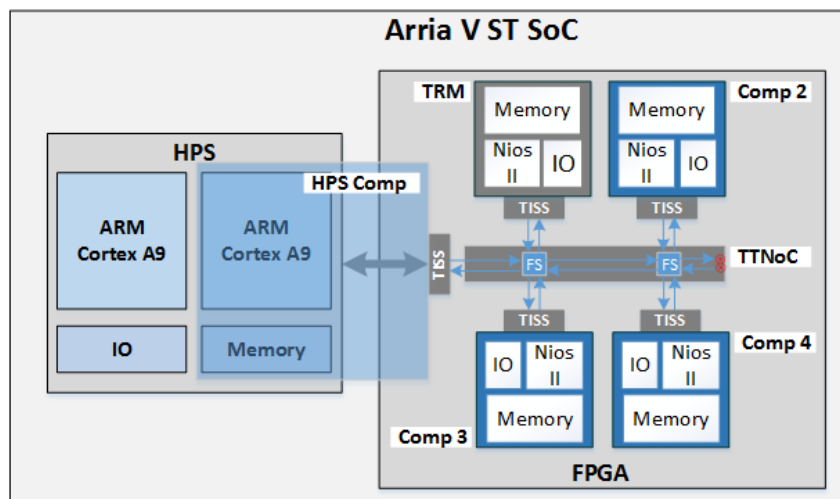 Arria V ST SoC
HPS
ARM
Cortex A9
ARM
Cortex A9
IO
Memory
HPS Comp
TRM
Memory
Nios
II
IO
TISS
Comp 2
Memory
Nios
II
IO
TISS
TISS
FS
FS
TTNoC
TISS
IO
Nios
II
Memory
Comp 3
TISS
IO
Nios
II
Memory
Comp 4
FPGA